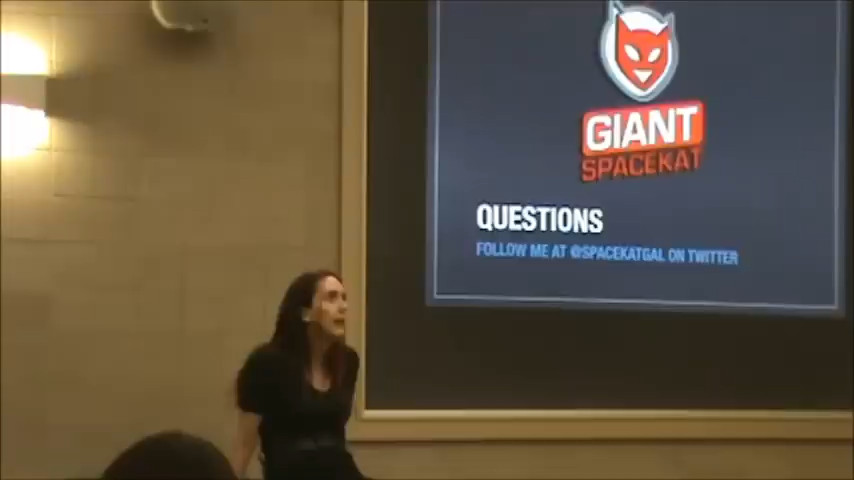 GIANT
SPACEKAT
QUESTIONS
FOLLOW ME AT @SPACEKATGAL ON TWITTER